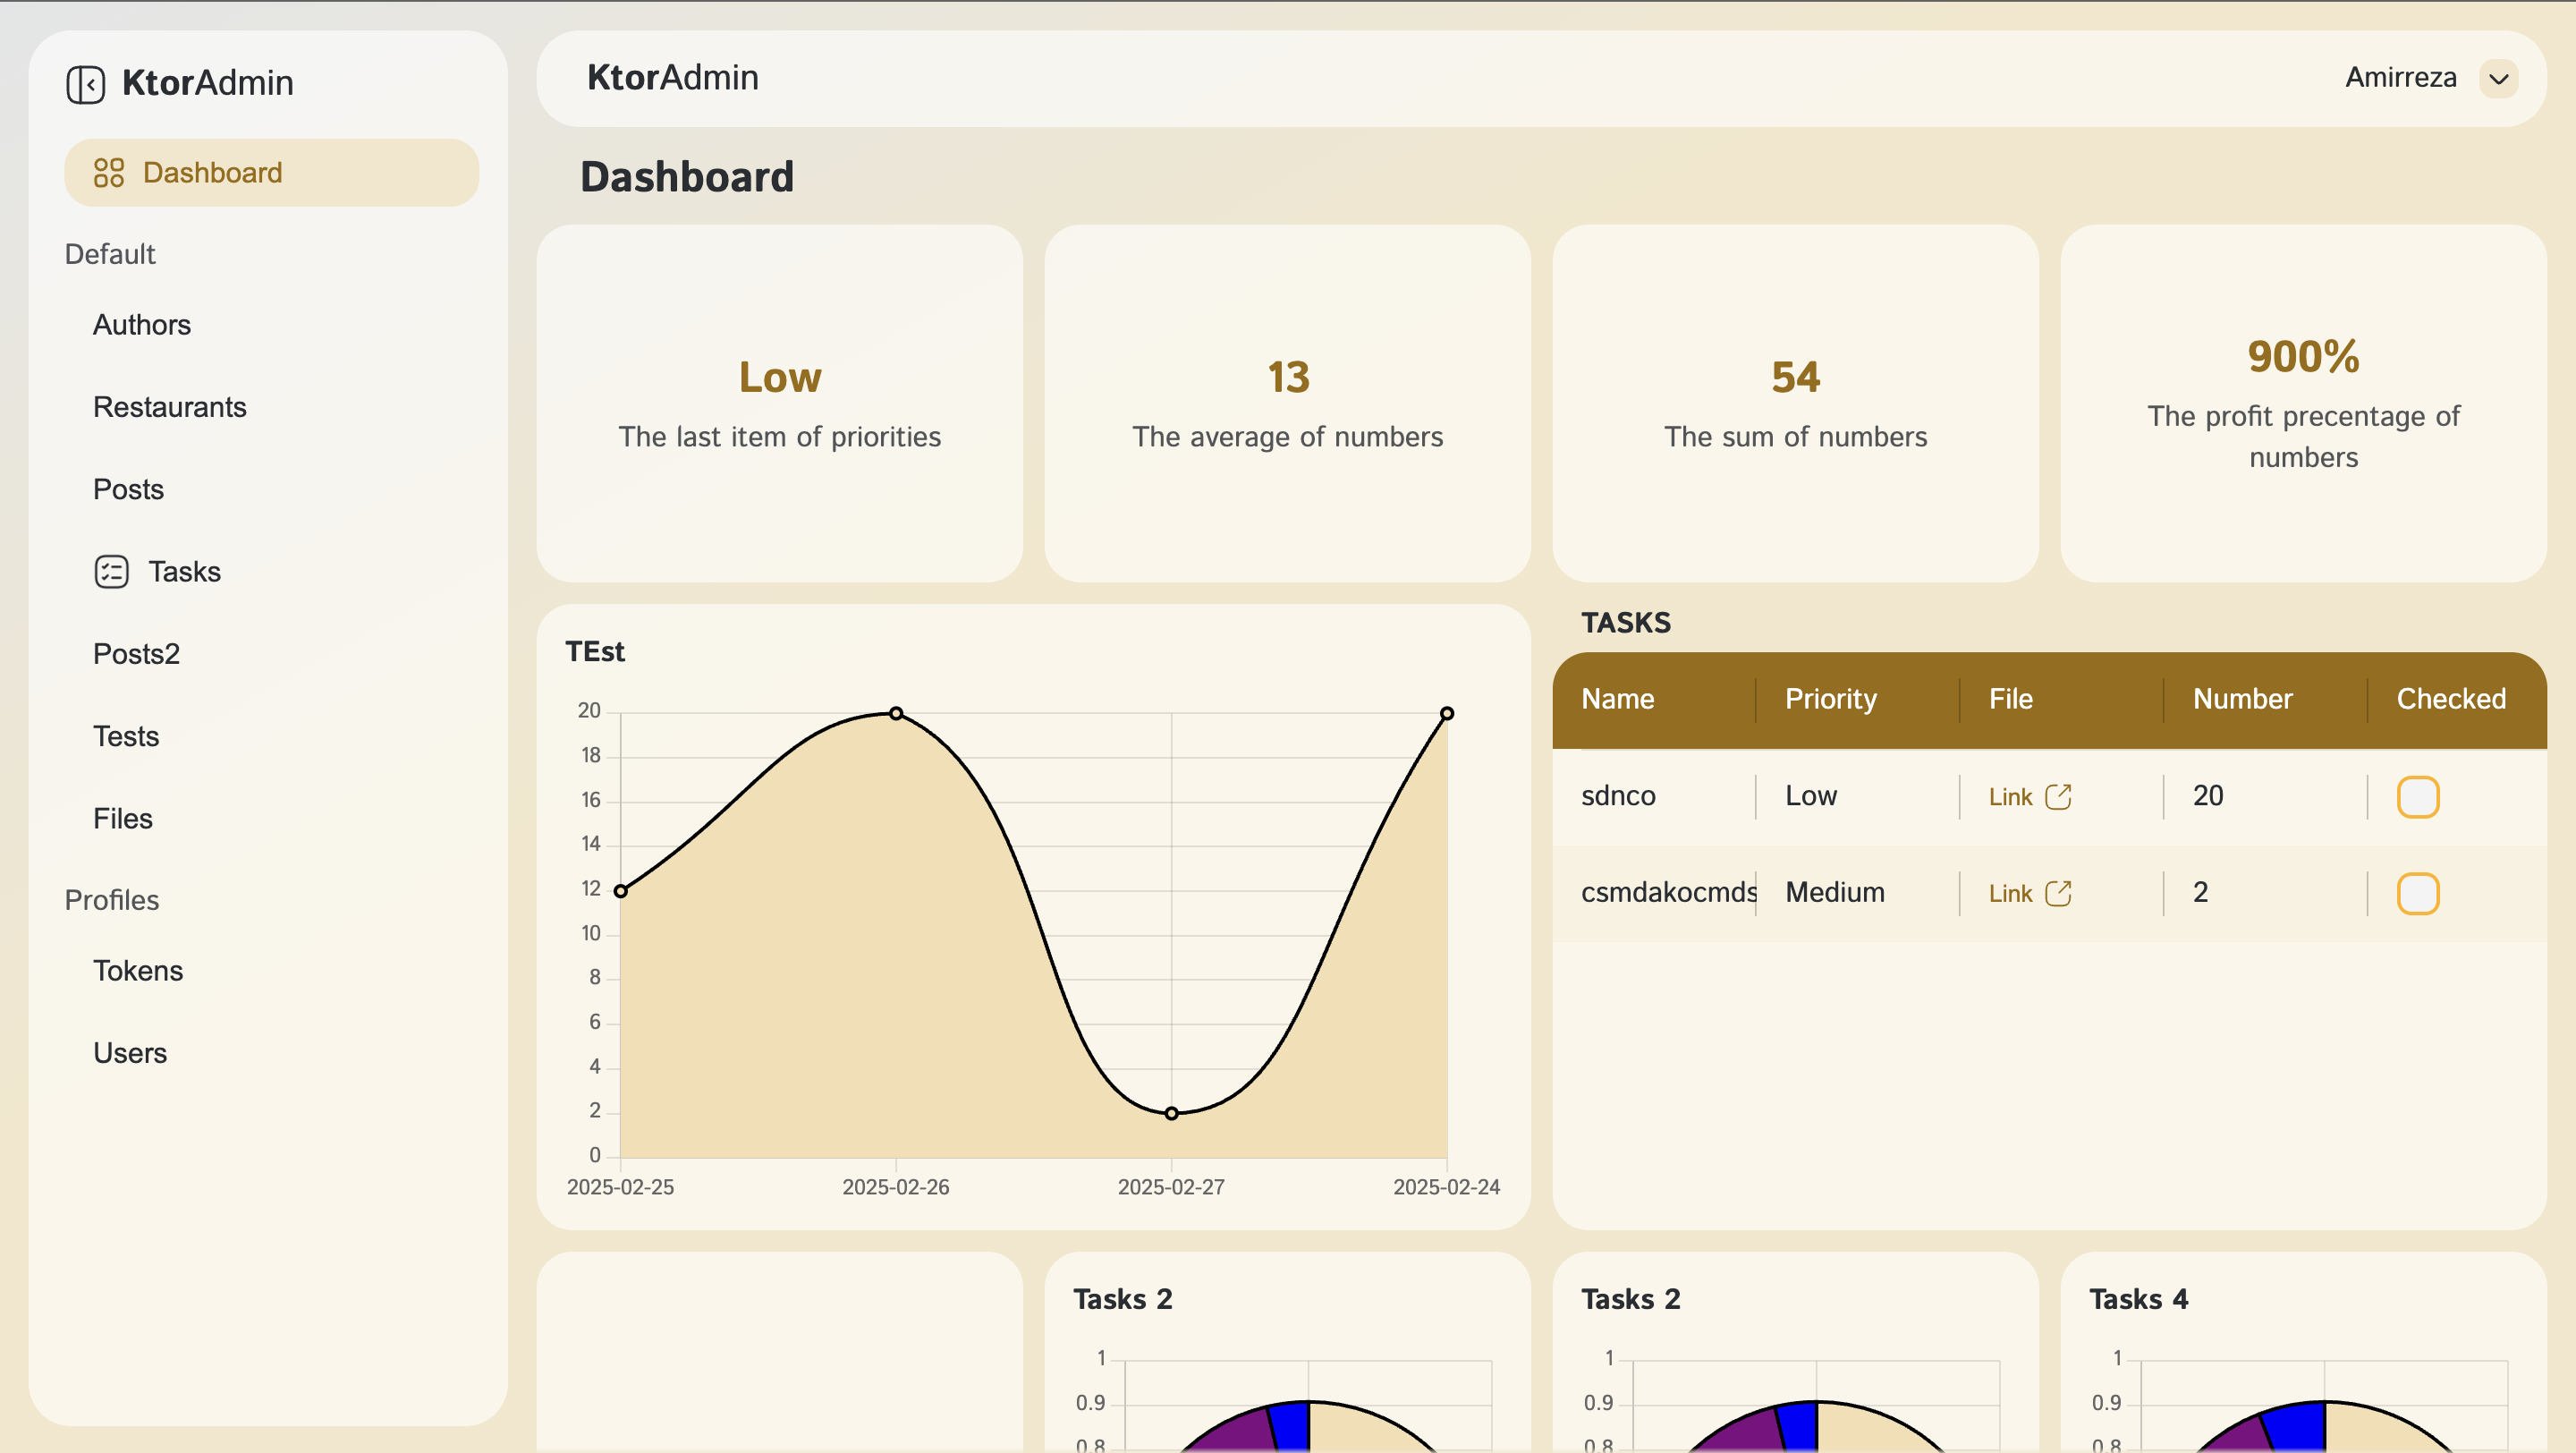 KtorAdmin
Dashboard
Default
Authors
Restaurants
Posts
Tasks
Posts2
Tests
Files
Profiles
Tokens
Users
KtorAdmin
Amirreza
Dashboard
Low
The last item of priorities
13
The average of numbers
54
The sum of numbers
900%
The profit precentage of
numbers
TEst
20
18
16
14
12
10
8
6
4
2
0
2025-02-25 2025-02-26 2025-02-27 2025-02-24
TASKS
Name Priority File Number Checked
sdnco Low Link 20
csmdakocmds Medium Link 2
Tasks 2
1
0.9
0.8
Tasks 2
1
0.9
0.8
Tasks 4
1
0.9
0.8